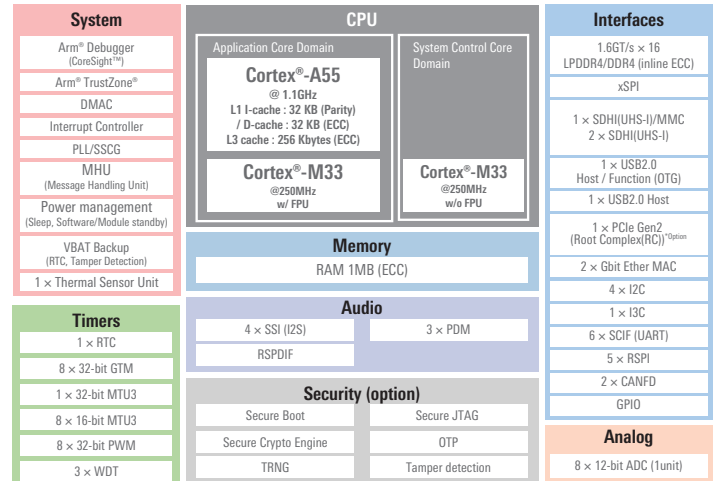 System
Arm® Debugger
(CoreSight™)
Arm® TrustZone®
DMAC
Interrupt Controller
PLL/SSCG
MHU
(Message Handling Unit)
Power management
(Sleep, Software/Module standby)
VBAT Backup
(RTC, Tamper Detection)
1 × Thermal Sensor Unit
Timers
1 × RTC
8 × 32-bit GTM
1 × 32-bit MTU3
8 × 16-bit MTU3
8 × 32-bit PWM
3 × WDT
CPU
Application Core Domain
Cortex®-A55
@ 1.1GHz
L1 I-cache : 32 KB (Parity)
/ D-cache : 32 KB (ECC)
L3 cache : 256 Kbytes (ECC)
Cortex®-M33
@250MHz
w/ FPU
System Control Core
Domain
Cortex®-M33
@250MHz
w/o FPU
Memory
RAM 1MB (ECC)
Audio
4 × SSI (I2S)
3 × PDM
RSPDIF
Security (option)
Secure Boot
Secure JTAG
Secure Crypto Engine
OTP
TRNG
Tamper detection
Interfaces
1.6GT/s × 16
LPDDR4/DDR4 (inline ECC)
xSPI
1 × SDHI(UHS-I)/MMC
2 × SDHI(UHS-I)
1 × USB2.0
Host / Function (OTG)
1 × USB2.0 Host
1 × PCIe Gen2
(Root Complex(RC))*Option
2 × Gbit Ether MAC
4 × I2C
1 × I3C
6 × SCIF (UART)
5 × RSPI
2 × CANFD
GPIO
Analog
8 × 12-bit ADC (1unit)